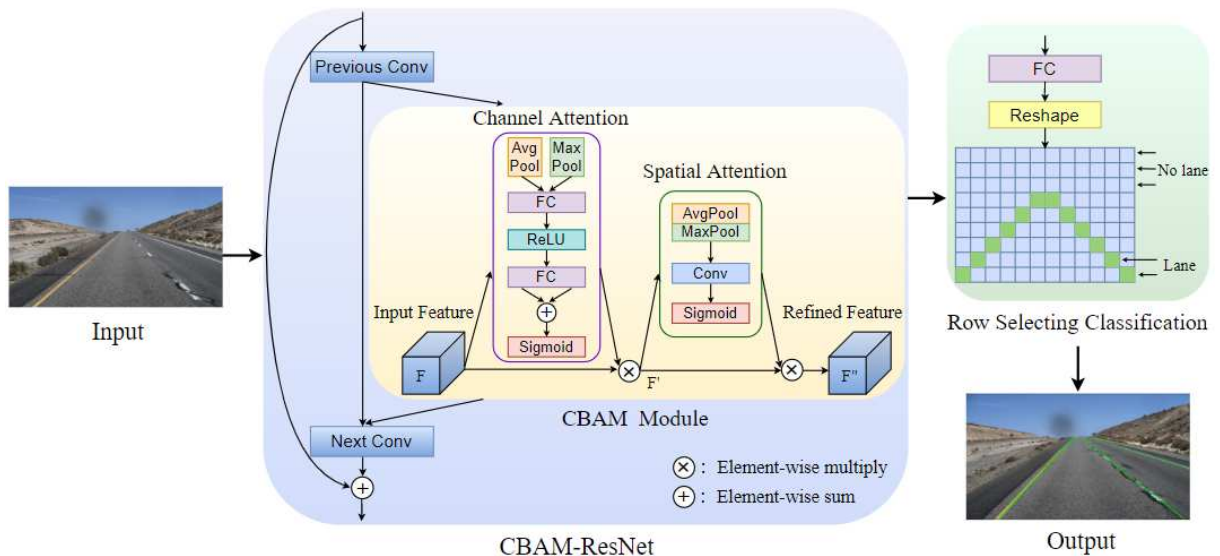 Input
Previous Conv
Channel Attention
Avg
Pool
Max
Pool
FC
ReLU
FC
Sigmoid
Spatial Attention
AvgPool
MaxPool
Conv
Sigmoid
Input Feature
F
F'
Refined Feature
F"
CBAM Module
Next Conv
: Element-wise multiply
: Element-wise sum
CBAM-ResNet
FC
Reshape
No lane
Lane
Row Selecting Classification
Output